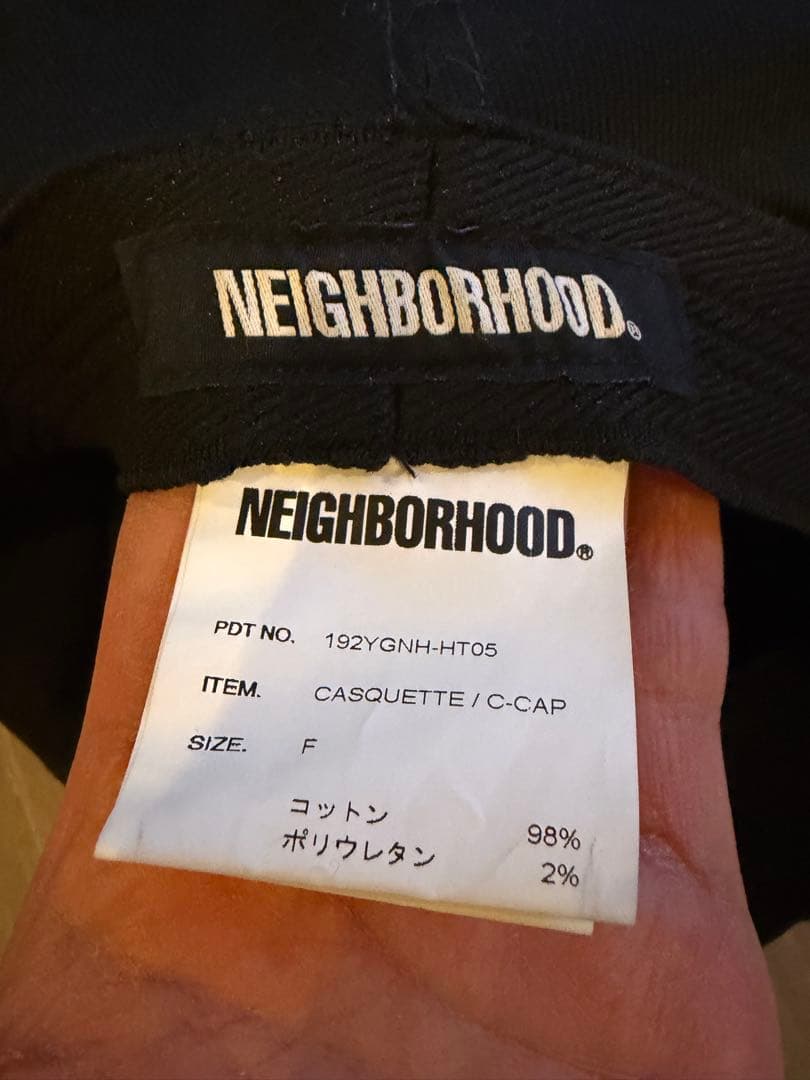 NEIGHBORHOOD®
NEIGHBORHOOD®
PDT NO. 192YGNH-HT05
ITEM. CASQUETTE / C-CAP
SIZE. F
コットン 98%
ポリウレタン 2%